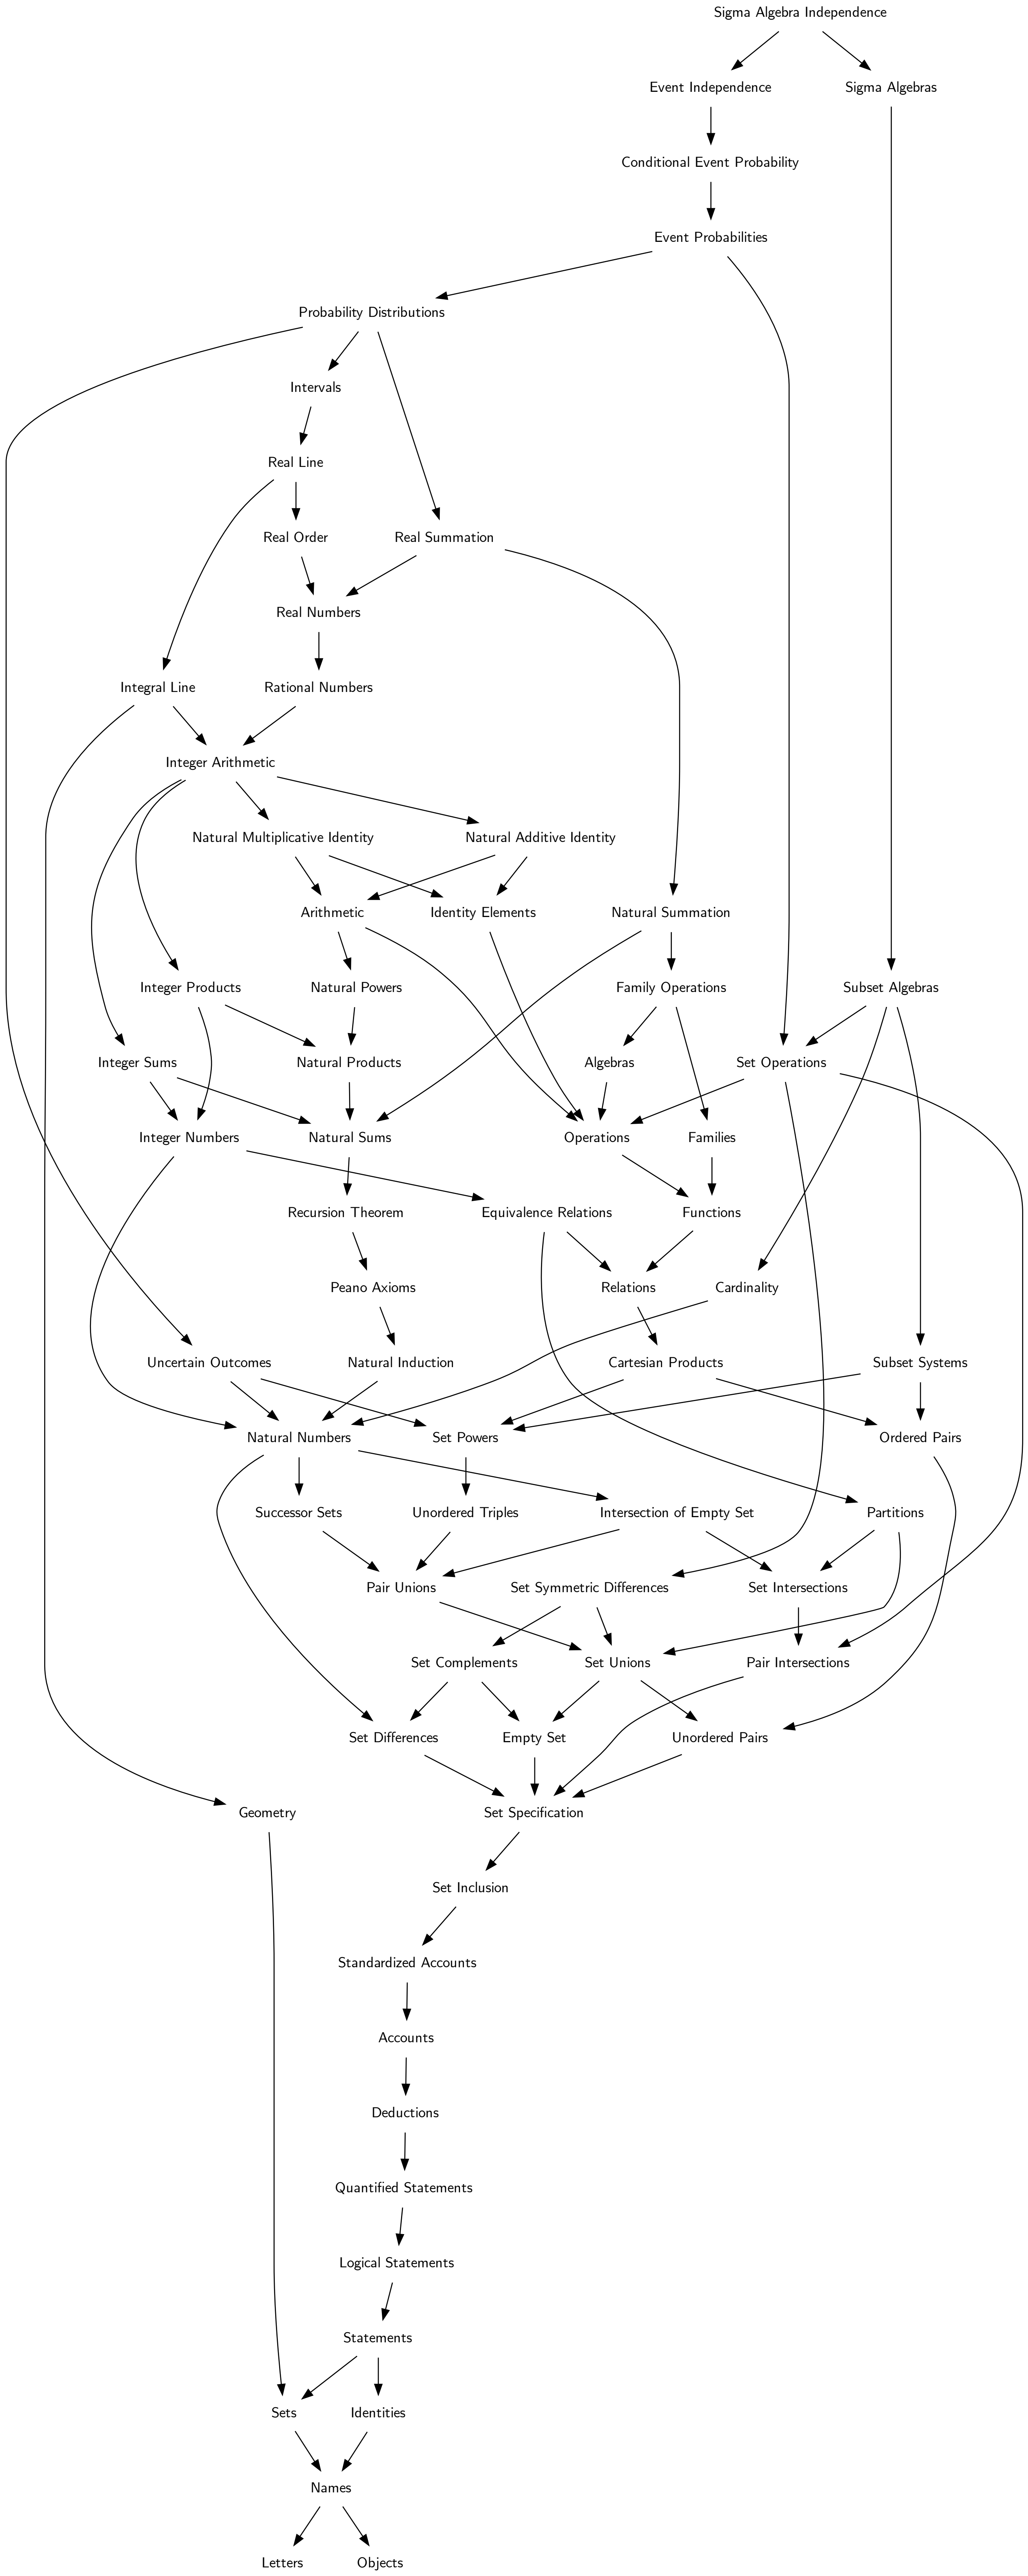 Sigma Algebra Independence
Event Independence
Sigma Algebras
Conditional Event Probability
Event Probabilities
Probability Distributions
Intervals
Real Line
Real Order
Real Summation
Real Numbers
Integral Line
Rational Numbers
Integer Arithmetic
Natural Multiplicative Identity
Natural Additive Identity
Arithmetic
Identity Elements
Natural Summation
Integer Products
Natural Powers
Family Operations
Subset Algebras
Integer Sums
Natural Products
Algebras
Set Operations
Integer Numbers
Natural Sums
Operations
Families
Recursion Theorem
Equivalence Relations
Functions
Peano Axioms
Relations
Cardinality
Uncertain Outcomes
Natural Induction
Cartesian Products
Subset Systems
Natural Numbers
Set Powers
Ordered Pairs
Successor Sets
Unordered Triples
Intersection of Empty Set
Partitions
Pair Unions
Set Symmetric Differences
Set Intersections
Set Complements
Set Unions
Pair Intersections
Set Differences
Empty Set
Unordered Pairs
Geometry
Set Specification
Set Inclusion
Standardized Accounts
Accounts
Deductions
Quantified Statements
Logical Statements
Statements
Sets
Identities
Names
Letters
Objects